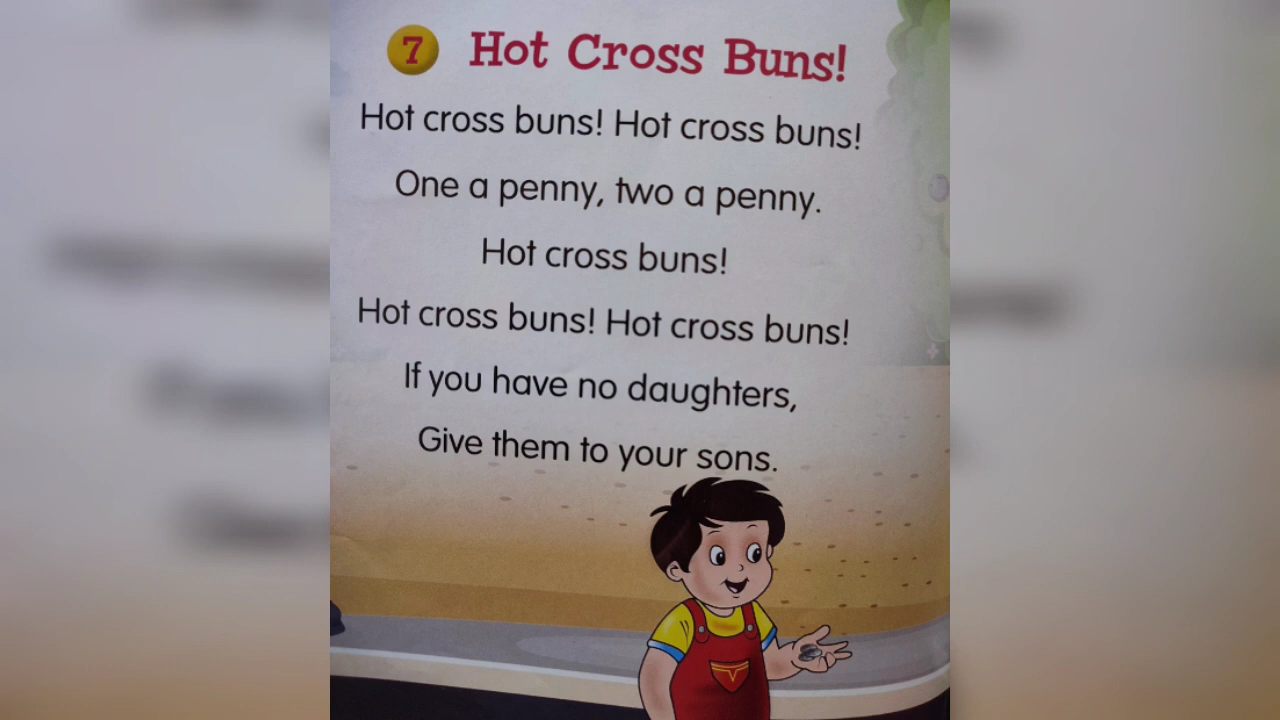 7 Hot Cross Buns!
Hot cross buns! Hot cross buns!
One a penny, two a penny.
Hot cross buns!
Hot cross buns! Hot cross buns!
If you have no daughters,
Give them to your sons.